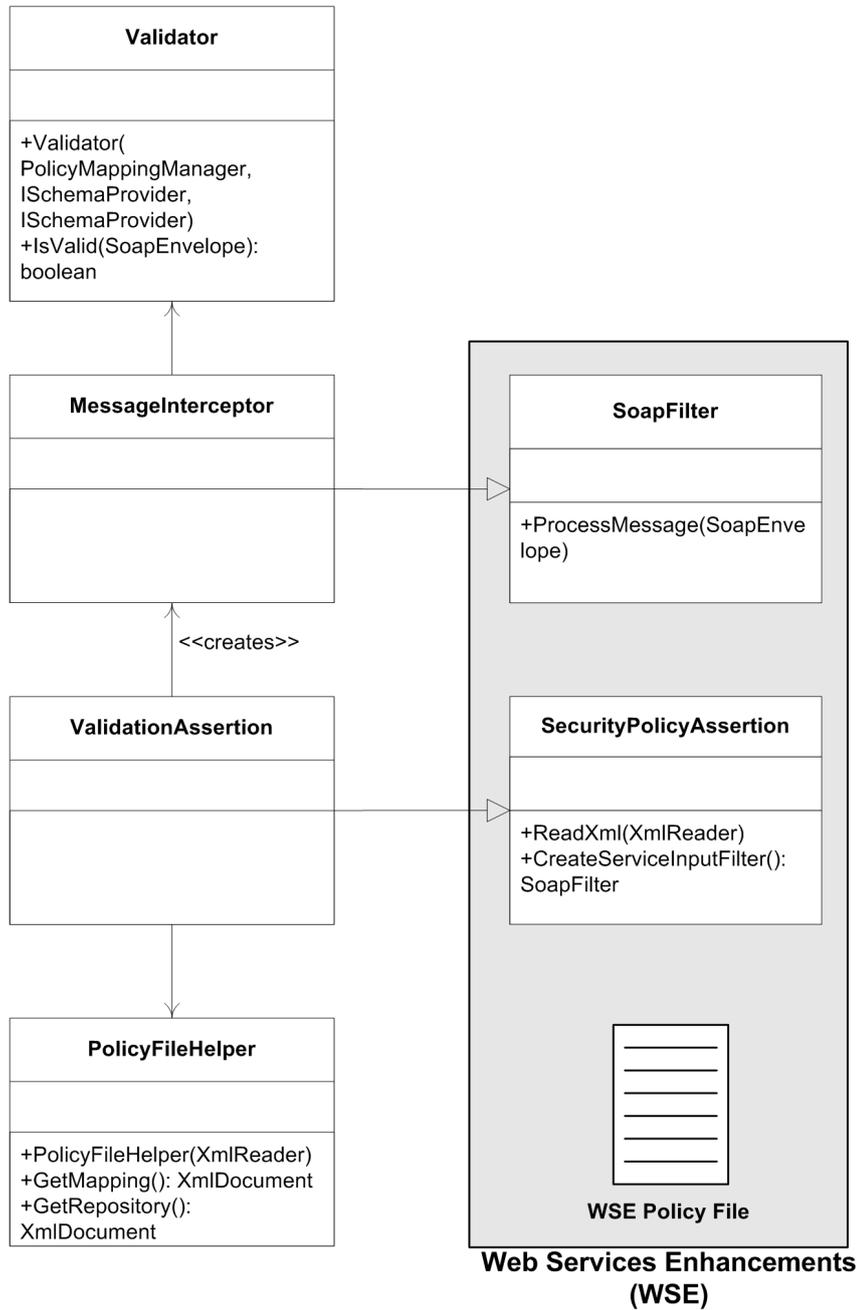 Validator
+Validator(
PolicyMappingManager,
ISchemaProvider,
ISchemaProvider)
+IsValid(SoapEnvelope):
boolean
MessageInterceptor
SoapFilter
+ProcessMessage(SoapEnve
lope)
<<creates>>
ValidationAssertion
SecurityPolicyAssertion
+ReadXml(XmlReader)
+CreateServiceInputFilter():
SoapFilter
PolicyFileHelper
+PolicyFileHelper(XmlReader)
+GetMapping(): XmlDocument
+GetRepository():
XmlDocument
WSE Policy File
Web Services Enhancements
(WSE)